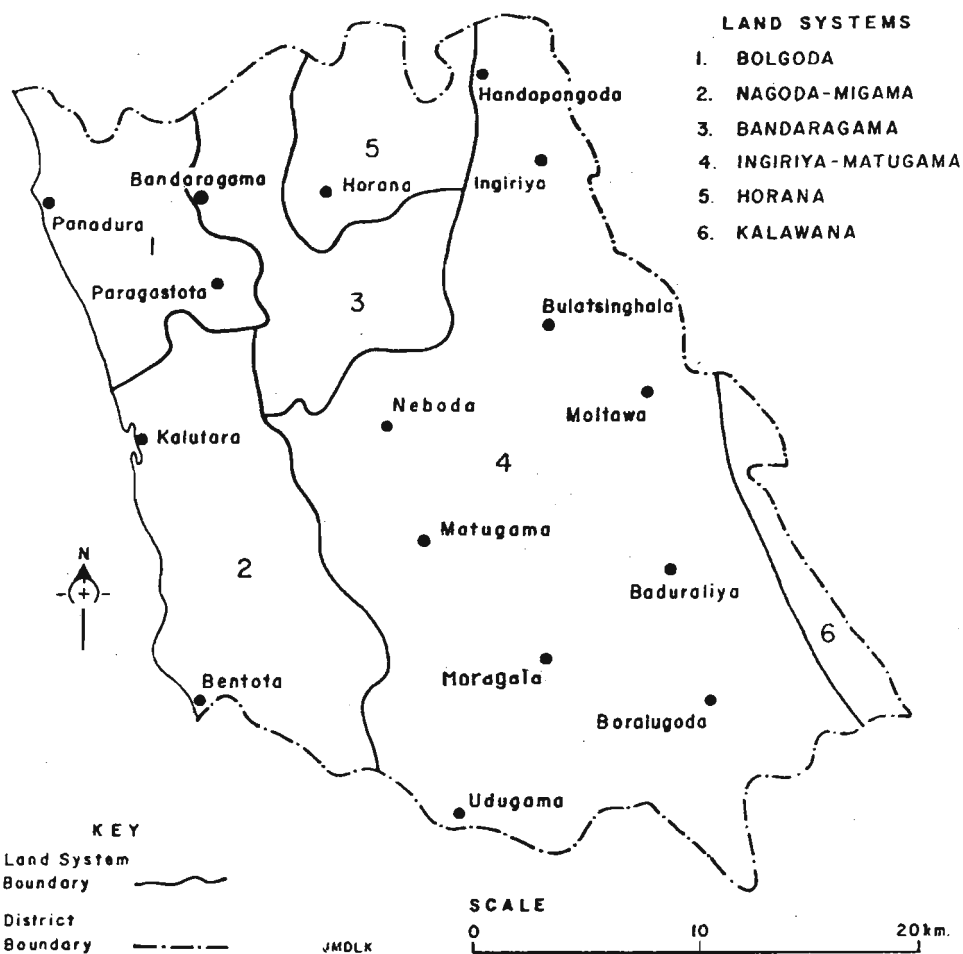 LAND SYSTEMS
1. BOLGODA
2. NAGODA-MIGAMA
3. BANDARAGAMA
4. INGIRIYA-MATUGAMA
5. HORANA
6. KALAWANA
Handapangoda
5
Bandaragama
Horana
Ingiriya
Panadura
1
Paragastota
3
Bulatsinghala
Neboda
Moltawa
Kalutara
4
Matugama
N
2
Baduraliya
6
Bentota
Moragala
Boralugoda
Udugama
KEY
Land System
Boundary
District
Boundary
JMDLK
SCALE
0 10 20 km.